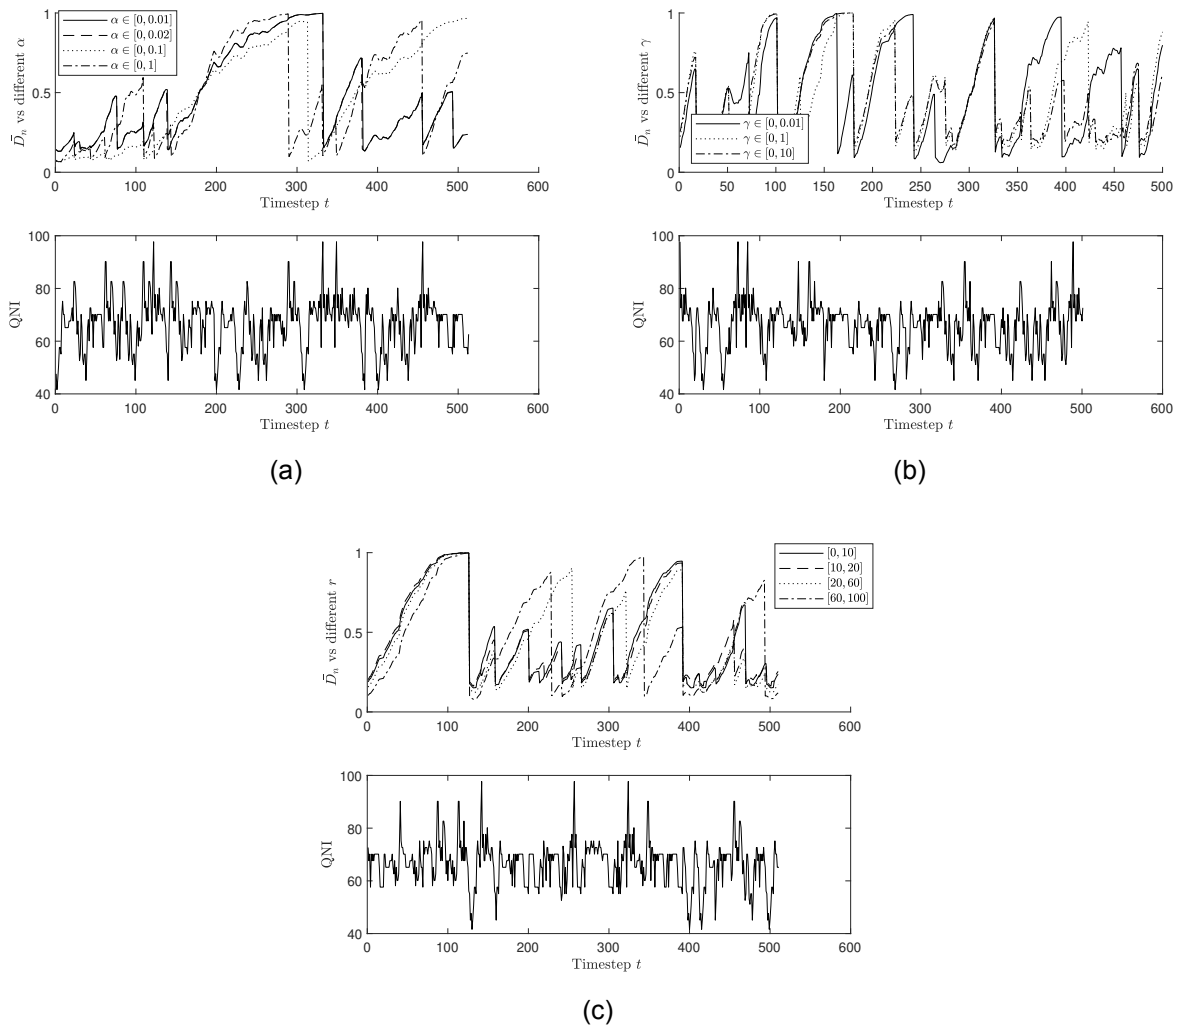 1
0.5
1
D̄ₙ vs different α
α ∈ [0, 0.01]
α ∈ [0, 0.02]
α ∈ [0, 0.1]
α ∈ [0, 1]
0 100 200 300 400 500 600
Timestep t
100
80
60
40
QNI
0 100 200 300 400 500 600
Timestep t
(a)
1
0.5
1
D̄ₙ vs different γ
γ ∈ [0, 0.01]
γ ∈ [0, 1]
γ ∈ [0, 10]
0 50 100 150 200 250 300 350 400 450 500
Timestep t
100
80
60
40
QNI
0 100 200 300 400 500 600
Timestep t
(b)
1
0.5
1
D̄ₙ vs different r
[0, 10]
[10, 20]
[20, 60]
[60, 100]
0 100 200 300 400 500 600
Timestep t
100
80
60
40
QNI
0 100 200 300 400 500 600
Timestep t
(c)